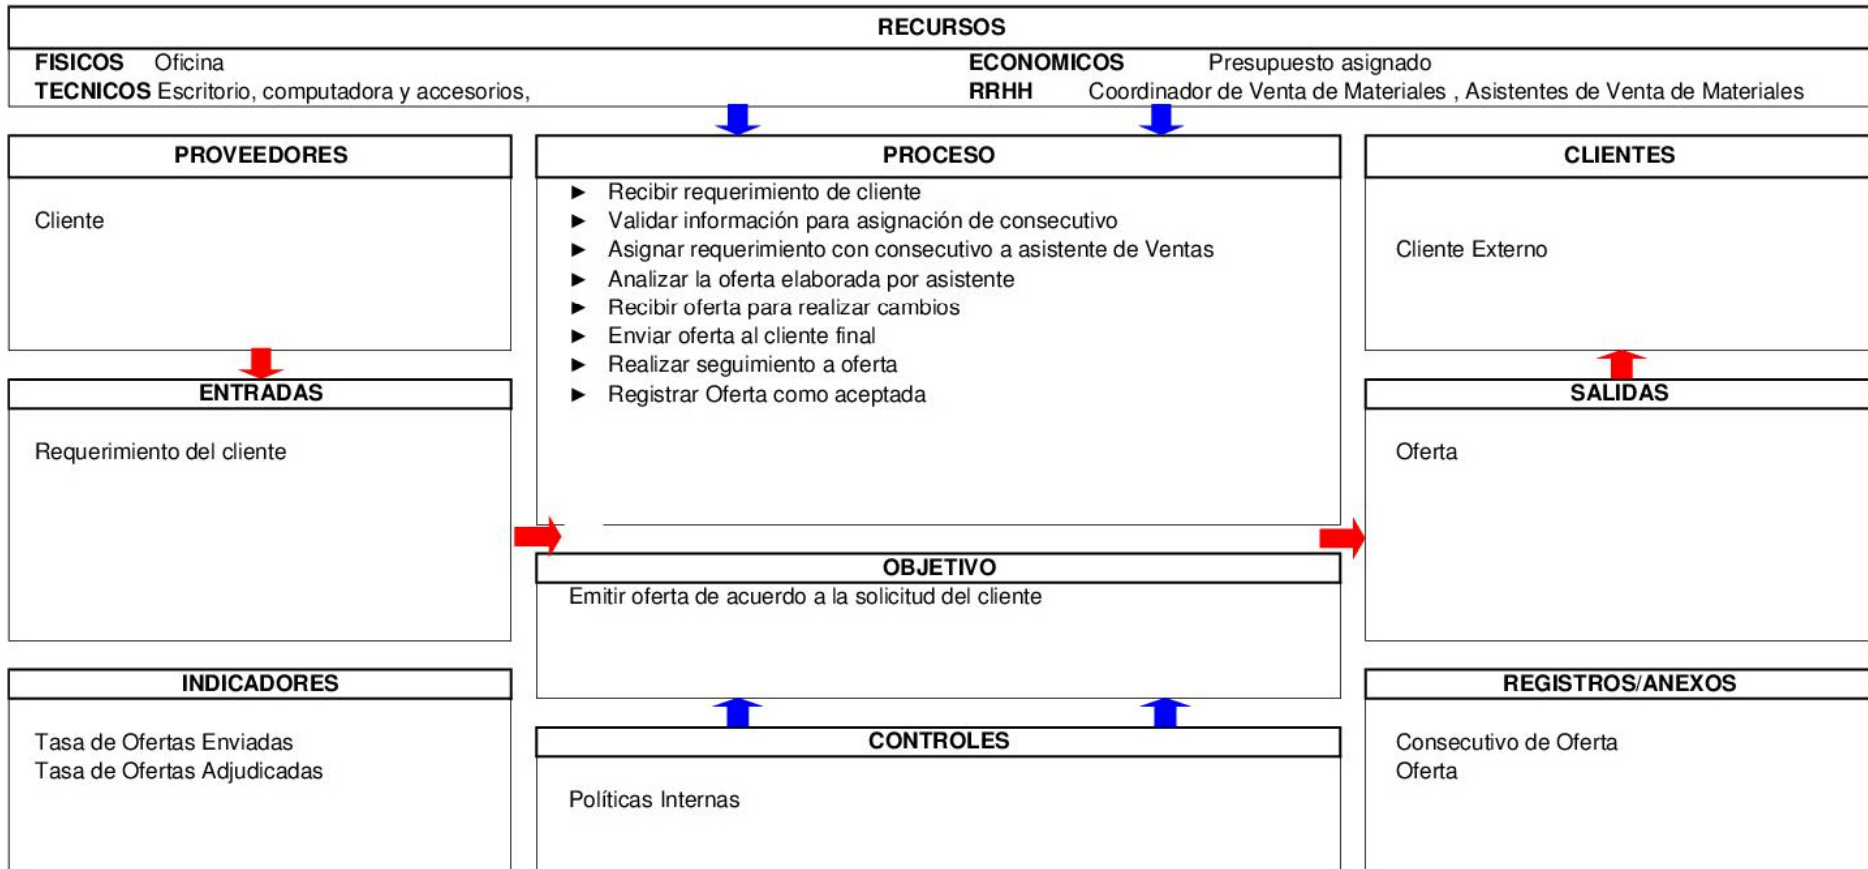 RECURSOS
FISICOS Oficina
ECONOMICOS Presupuesto asignado
TECNICOS Escritorio, computadora y accesorios,
RRHH Coordinador de Venta de Materiales , Asistentes de Venta de Materiales
PROVEEDORES
Cliente
PROCESO
► Recibir requerimiento de cliente
► Validar información para asignación de consecutivo
► Asignar requerimiento con consecutivo a asistente de Ventas
► Analizar la oferta elaborada por asistente
► Recibir oferta para realizar cambios
► Enviar oferta al cliente final
► Realizar seguimiento a oferta
► Registrar Oferta como aceptada
CLIENTES
Cliente Externo
ENTRADAS
Requerimiento del cliente
SALIDAS
Oferta
OBJETIVO
Emitir oferta de acuerdo a la solicitud del cliente
INDICADORES
Tasa de Ofertas Enviadas
Tasa de Ofertas Adjudicadas
CONTROLES
Políticas Internas
REGISTROS/ANEXOS
Consecutivo de Oferta
Oferta